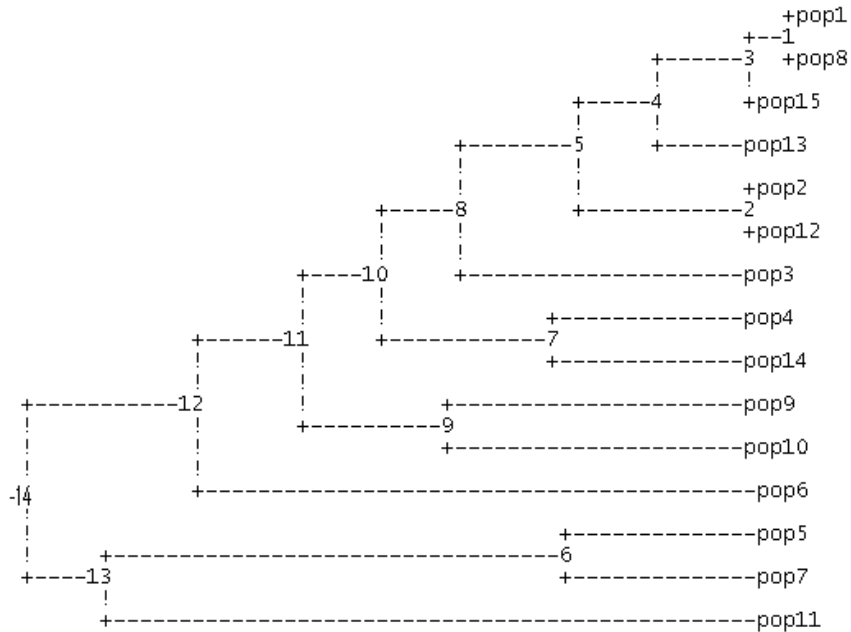 +pop1
+--1
+-------3 +pop8
+-----4 +pop15
+--------5 +-------pop13
+-----8 +pop2
+------------2
+pop12
+----10 +----------------------pop3
+---------------pop4
+------11 +------------7
+---------------pop14
+-----------12 +-----------------------pop9
+----------9
+-----------------------pop10
-14 +-------------------------------------------pop6
+---------------pop5
+-----------------------------------6
+----13 +---------------pop7
+--------------------------------------------------pop11